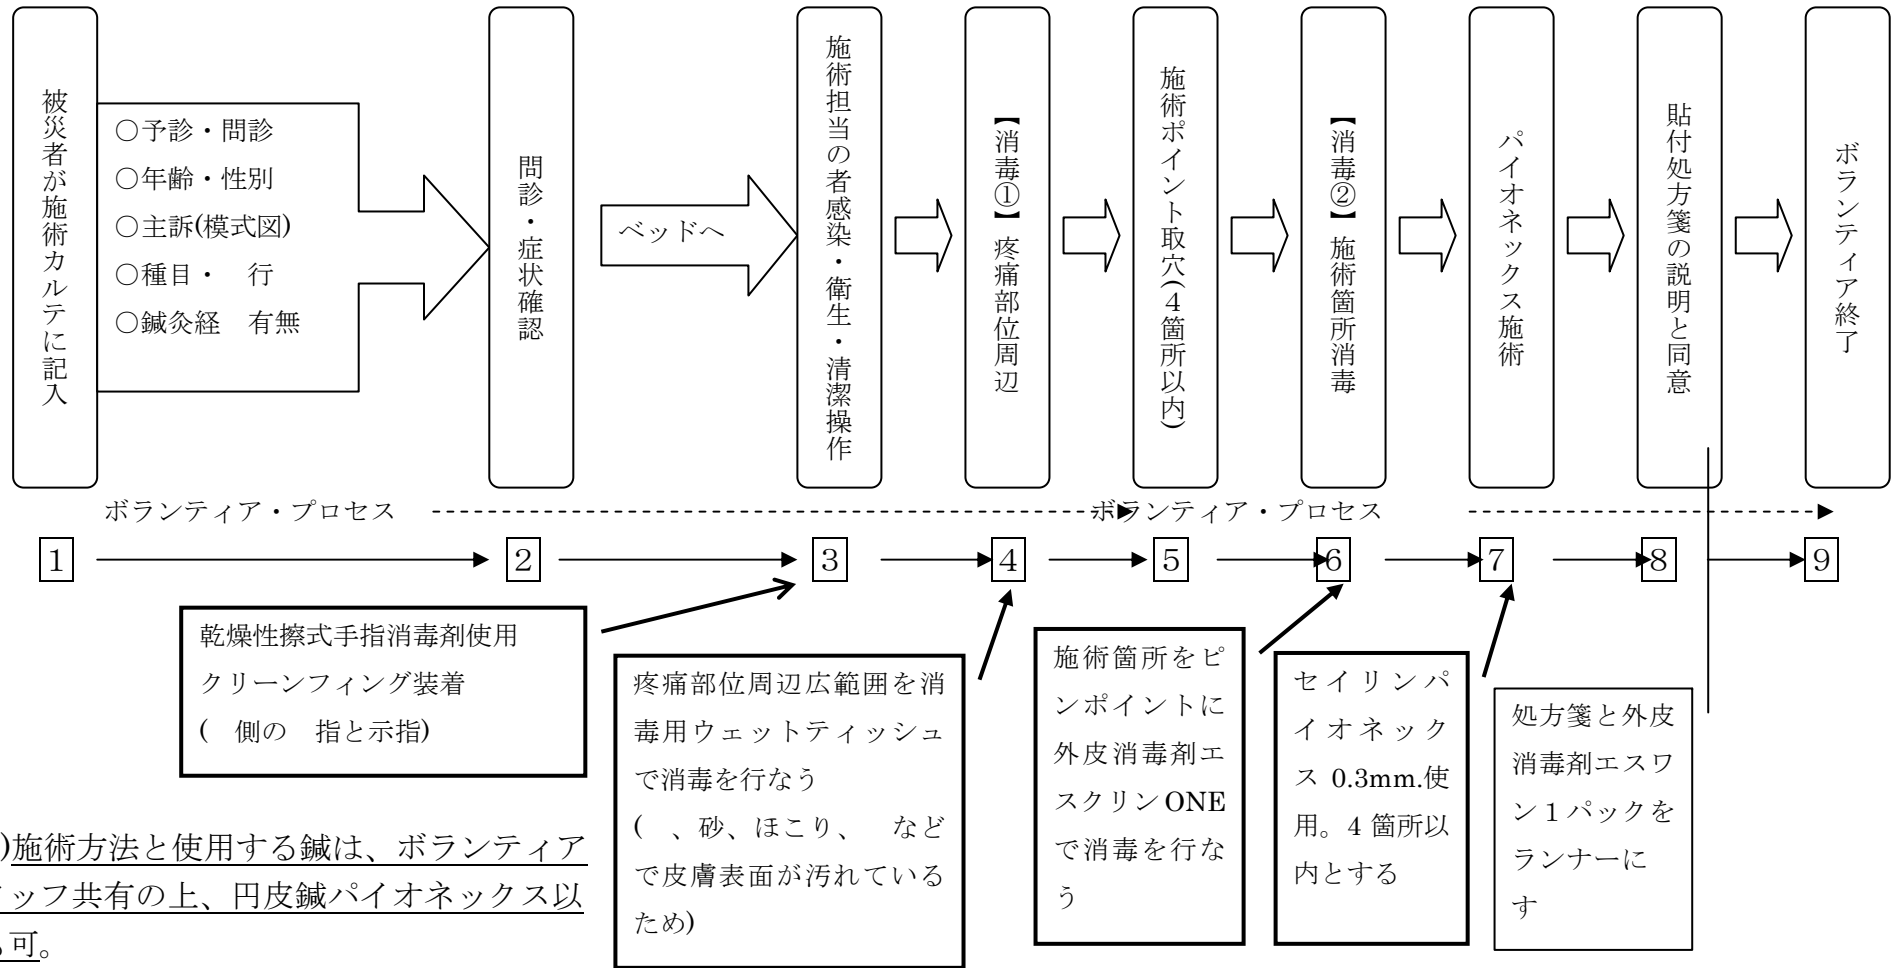 被災者が施術カルテに記入
○予診・問診
○年齢・性別
○主訴(模式図)
○種目・　行
○鍼灸経　有無
問診・症状確認
ベッドへ
施術担当の者感染・衛生・清潔操作
【消毒①】疼痛部位周辺
施術ポイント取穴(４箇所以内)
【消毒②】施術箇所消毒
パイオネックス施術
貼付処方箋の説明と同意
ボランティア終了
ボランティア・プロセス
ボランティア・プロセス
1
2
3
4
5
6
7
8
9
乾燥性擦式手指消毒剤使用
クリーンフィング装着
(　側の　指と示指)
疼痛部位周辺広範囲を消
毒用ウェットティッシュ
で消毒を行なう
(　、砂、ほこり、　など
で皮膚表面が汚れている
ため)
施術箇所をピ
ンポイントに
外皮消毒剤エ
スクリン ONE
で消毒を行な
う
セイリンパ
イオネック
ス 0.3mm.使
用。4 箇所以
内とする
処方箋と外皮
消毒剤エスワ
ン１パックを
ランナーに
す
)施術方法と使用する鍼は、ボランティア
ッフ共有の上、円皮鍼パイオネックス以
も可。